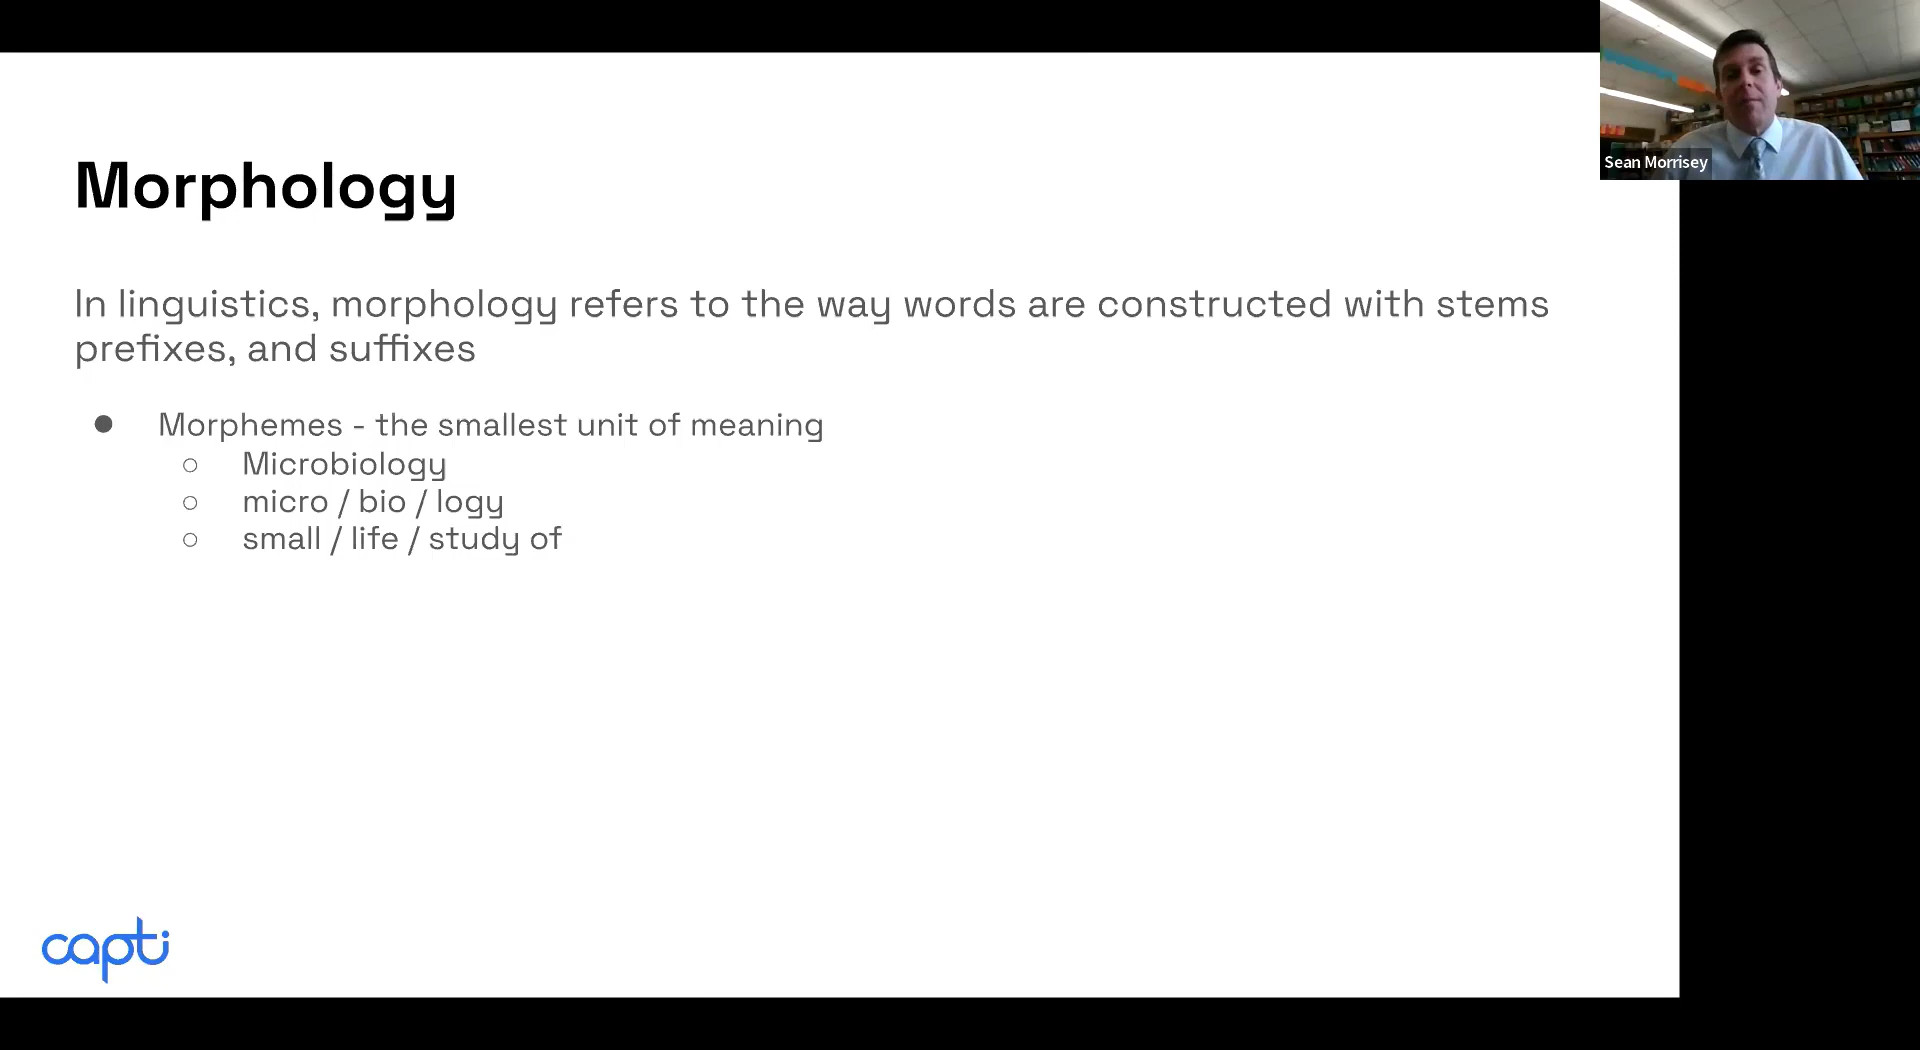 Morphology
In linguistics, morphology refers to the way words are constructed with stems
prefixes, and suffixes
● Morphemes - the smallest unit of meaning
○ Microbiology
○ micro / bio / logy
○ small / life / study of
capti
Sean Morrisey